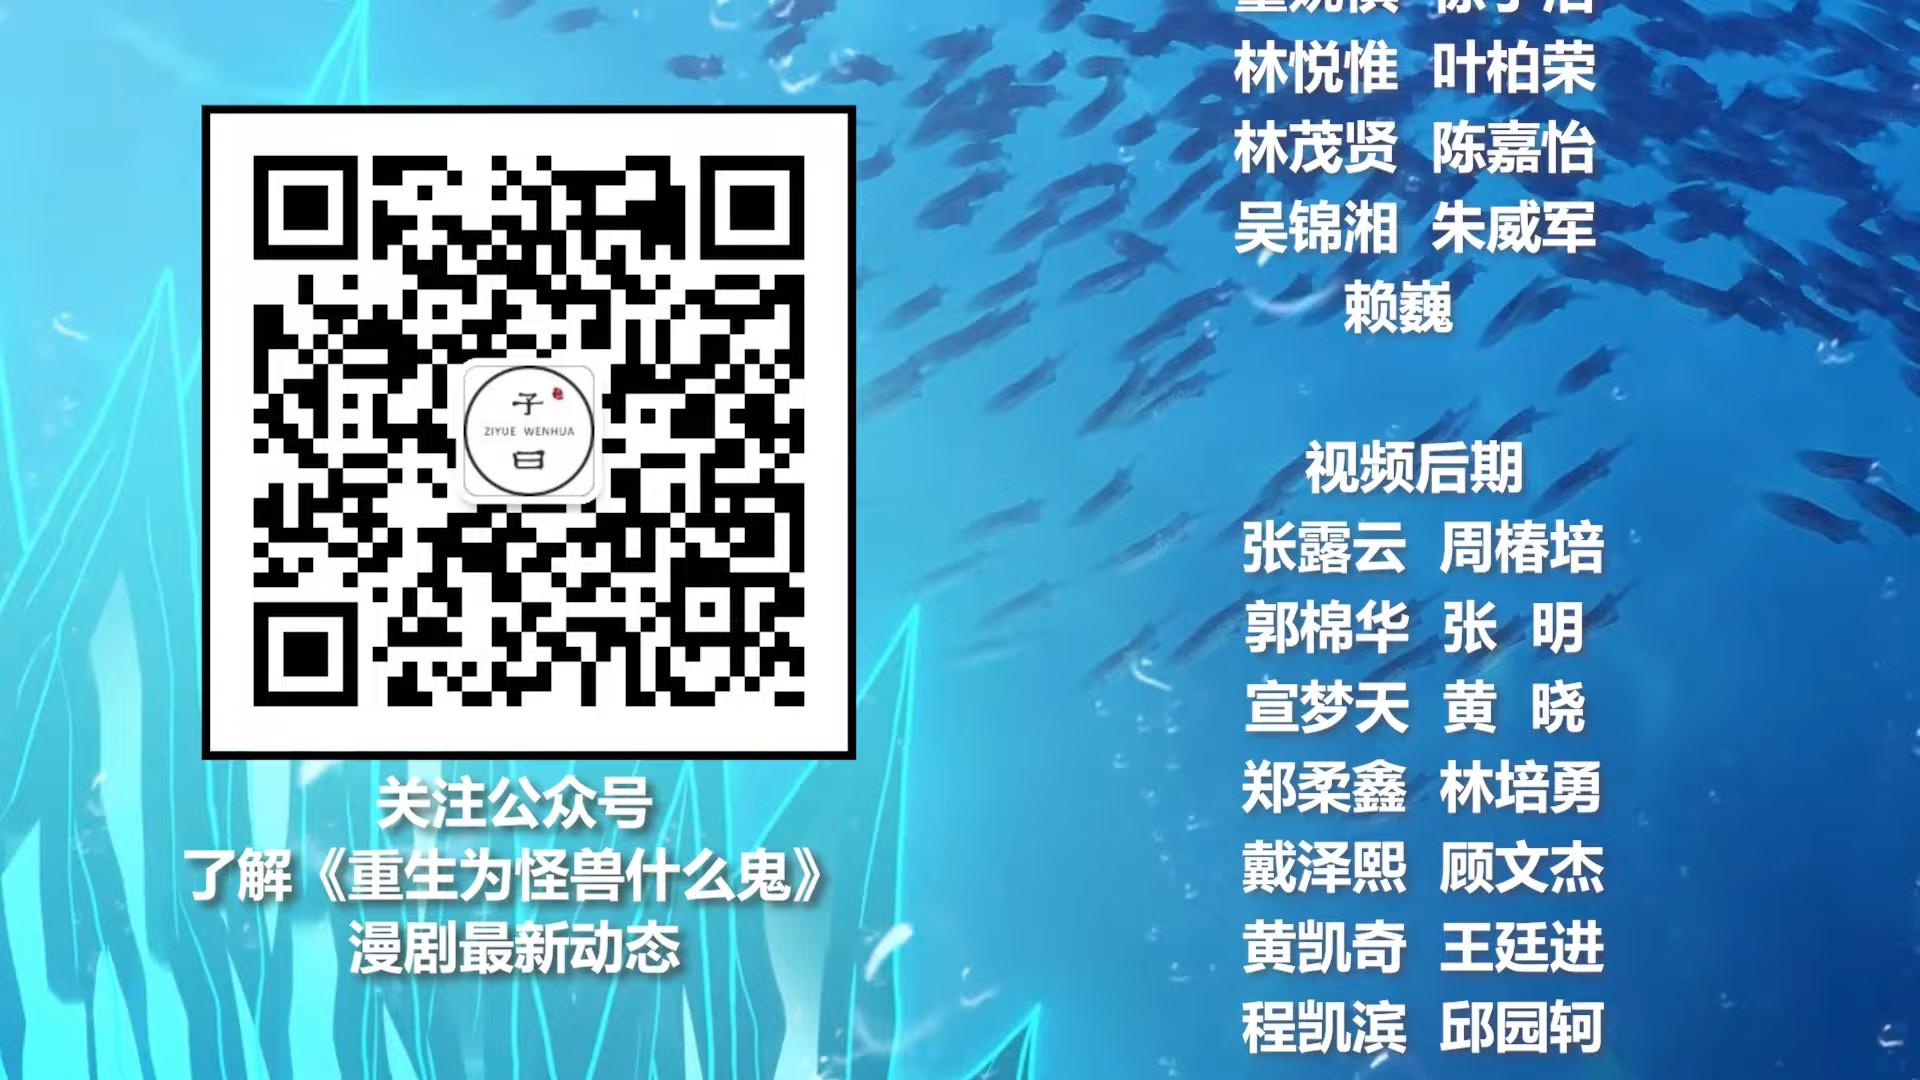 子
ZIYUE WENHUA
曰
关注公众号
了解《重生为怪兽什么鬼》
漫剧最新动态
林悦惟 叶柏荣
林茂贤 陈嘉怡
吴锦湘 朱威军
赖巍
视频后期
张露云 周椿培
郭棉华 张 明
宣梦天 黄 晓
郑柔鑫 林培勇
戴泽熙 顾文杰
黄凯奇 王廷进
程凯滨 邱园轲